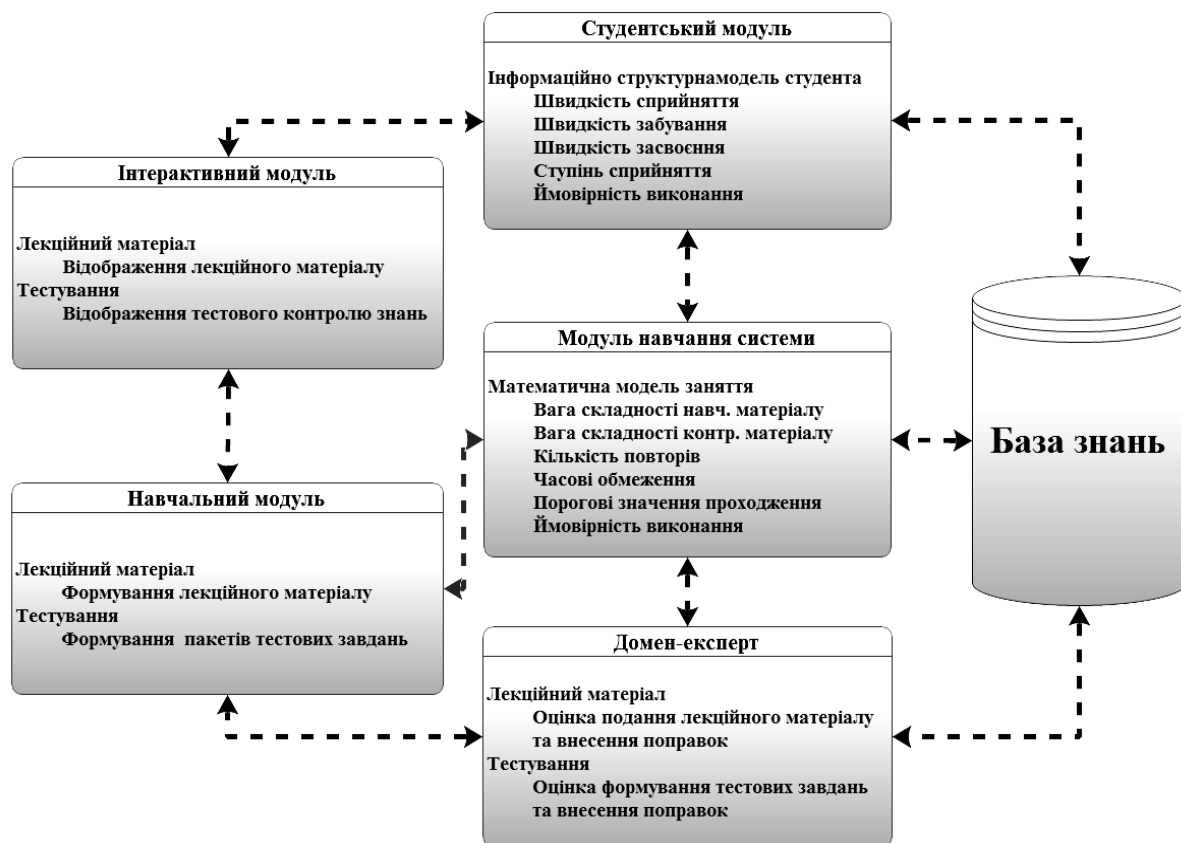 Студентський модуль
Інформаційно структурнамодель студента
Швидкість сприйняття
Швидкість забування
Швидкість засвоєння
Ступінь сприйняття
Ймовірність виконання
Інтерактивний модуль
Лекційний матеріал
Відображення лекційного матеріалу
Тестування
Відображення тестового контролю знань
Модуль навчання системи
Математична модель заняття
Вага складності навч. матеріалу
Вага складності контр. матеріалу
Кількість повторів
Часові обмеження
Порогові значення проходження
Ймовірність виконання
База знань
Навчальний модуль
Лекційний матеріал
Формування лекційного матеріалу
Тестування
Формування пакетів тестових завдань
Домен-експерт
Лекційний матеріал
Оцінка подання лекційного матеріалу
та внесення поправок
Тестування
Оцінка формування тестових завдань
та внесення поправок